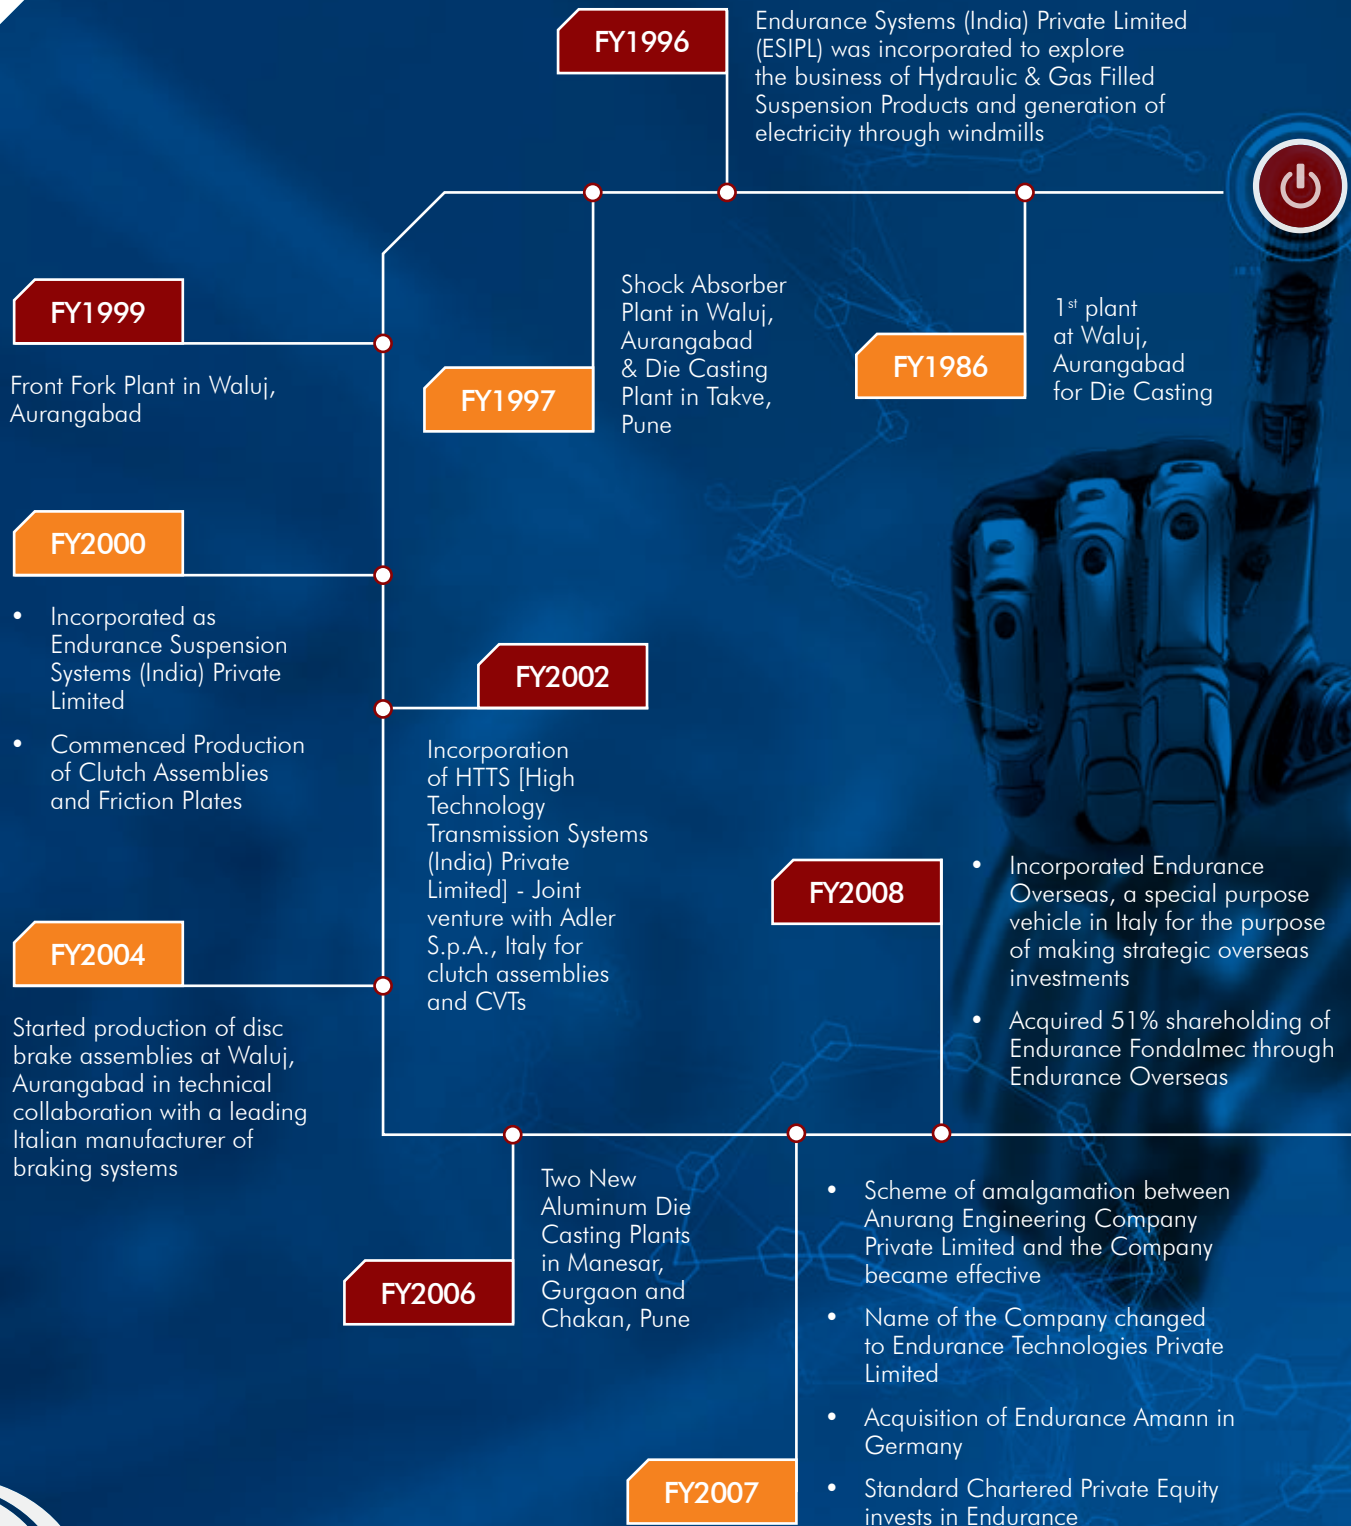 FY1996
Endurance Systems (India) Private Limited
(ESIPL) was incorporated to explore
the business of Hydraulic & Gas Filled
Suspension Products and generation of
electricity through windmills
FY1986
1st plant
at Waluj,
Aurangabad
for Die Casting
FY1997
Shock Absorber
Plant in Waluj,
Aurangabad
& Die Casting
Plant in Takve,
Pune
FY1999
Front Fork Plant in Waluj,
Aurangabad
FY2000
• Incorporated as
Endurance Suspension
Systems (India) Private
Limited
• Commenced Production
of Clutch Assemblies
and Friction Plates
FY2002
Incorporation
of HTTS [High
Technology
Transmission Systems
(India) Private
Limited] - Joint
venture with Adler
S.p.A., Italy for
clutch assemblies
and CVTs
FY2004
Started production of disc
brake assemblies at Waluj,
Aurangabad in technical
collaboration with a leading
Italian manufacturer of
braking systems
FY2006
Two New
Aluminum Die
Casting Plants
in Manesar,
Gurgaon and
Chakan, Pune
FY2007
• Scheme of amalgamation between
Anurang Engineering Company
Private Limited and the Company
became effective
• Name of the Company changed
to Endurance Technologies Private
Limited
• Acquisition of Endurance Amann in
Germany
• Standard Chartered Private Equity
invests in Endurance
FY2008
• Incorporated Endurance
Overseas, a special purpose
vehicle in Italy for the purpose
of making strategic overseas
investments
• Acquired 51% shareholding of
Endurance Fondalmec through
Endurance Overseas